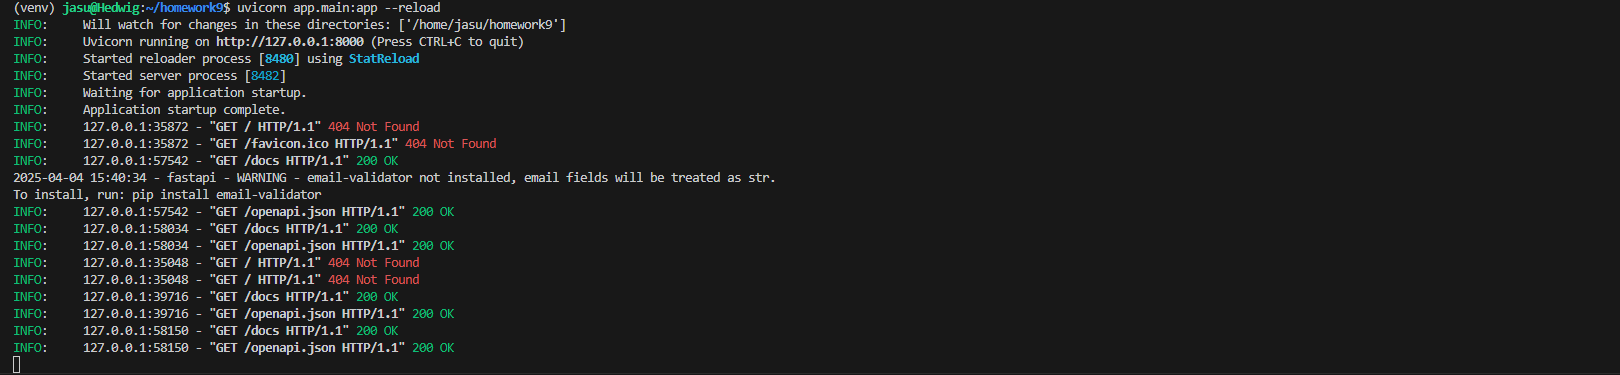 (venv) jasu@Hedwig:~/homework9$ uvicorn app.main:app --reload
INFO:     Will watch for changes in these directories: ['/home/jasu/homework9']
INFO:     Uvicorn running on http://127.0.0.1:8000 (Press CTRL+C to quit)
INFO:     Started reloader process [8480] using StatReload
INFO:     Started server process [8482]
INFO:     Waiting for application startup.
INFO:     Application startup complete.
INFO:     127.0.0.1:35872 - "GET / HTTP/1.1" 404 Not Found
INFO:     127.0.0.1:35872 - "GET /favicon.ico HTTP/1.1" 404 Not Found
INFO:     127.0.0.1:57542 - "GET /docs HTTP/1.1" 200 OK
2025-04-04 15:40:34 - fastapi - WARNING - email-validator not installed, email fields will be treated as str.
To install, run: pip install email-validator
INFO:     127.0.0.1:57542 - "GET /openapi.json HTTP/1.1" 200 OK
INFO:     127.0.0.1:58034 - "GET /docs HTTP/1.1" 200 OK
INFO:     127.0.0.1:58034 - "GET /openapi.json HTTP/1.1" 200 OK
INFO:     127.0.0.1:35048 - "GET / HTTP/1.1" 404 Not Found
INFO:     127.0.0.1:35048 - "GET / HTTP/1.1" 404 Not Found
INFO:     127.0.0.1:39716 - "GET /docs HTTP/1.1" 200 OK
INFO:     127.0.0.1:39716 - "GET /openapi.json HTTP/1.1" 200 OK
INFO:     127.0.0.1:58150 - "GET /docs HTTP/1.1" 200 OK
INFO:     127.0.0.1:58150 - "GET /openapi.json HTTP/1.1" 200 OK